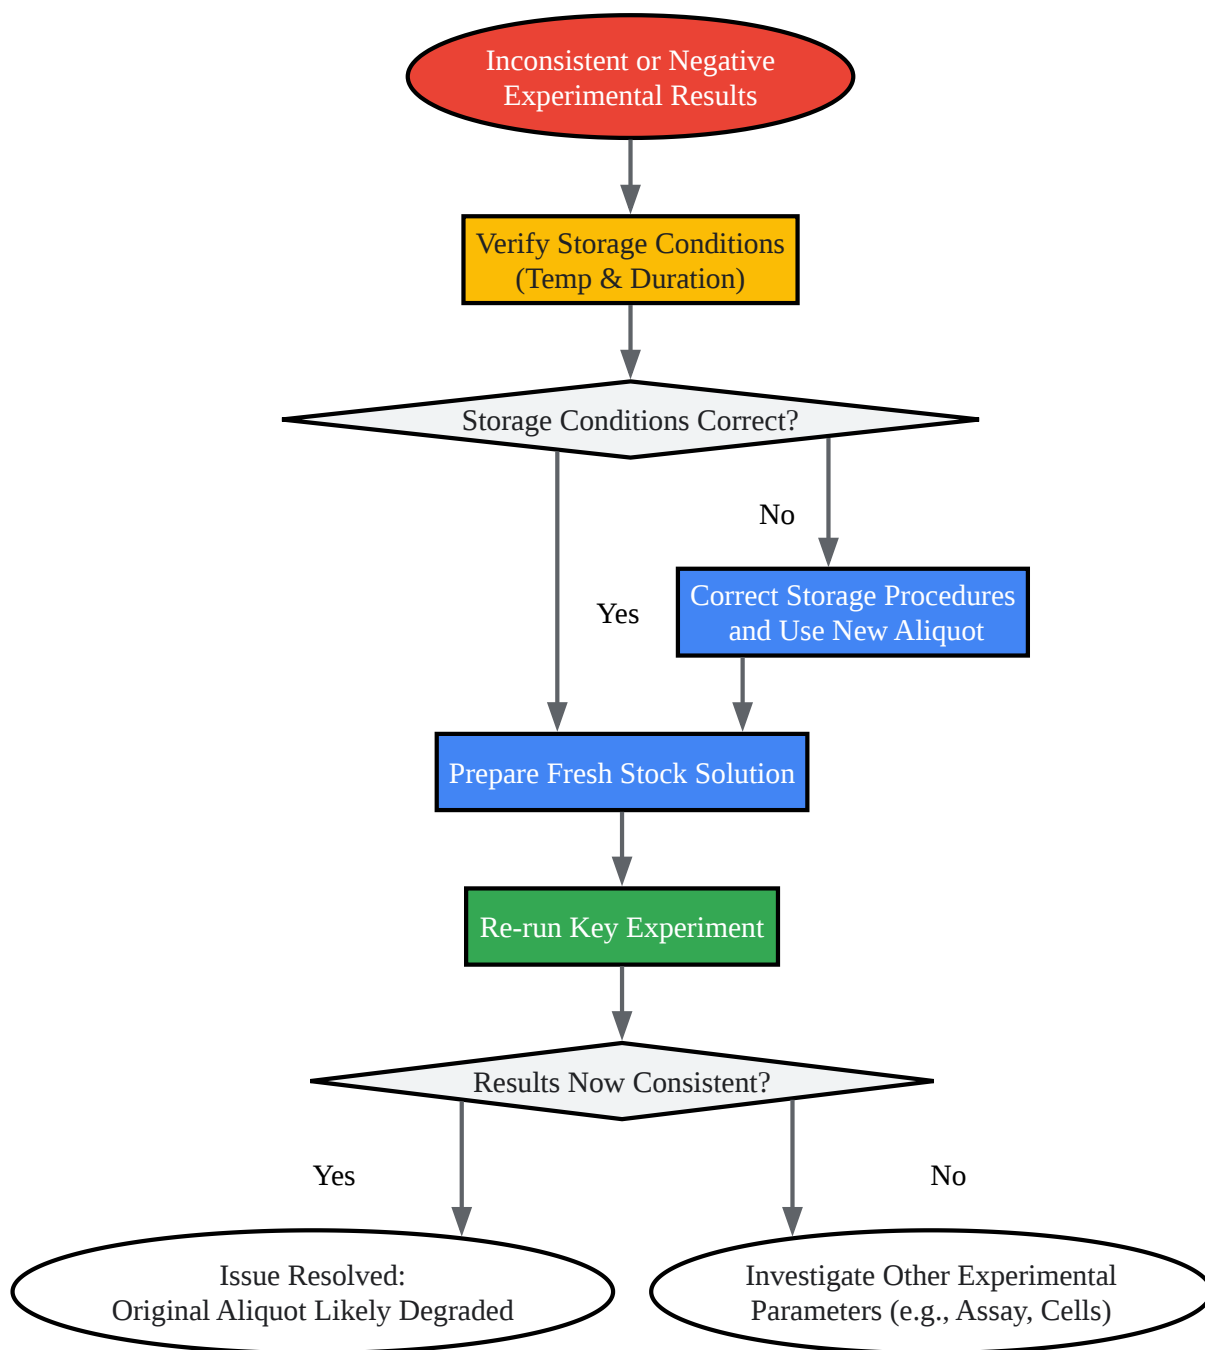 Inconsistent or Negative
Experimental Results
Verify Storage Conditions
(Temp & Duration)
Storage Conditions Correct?
No
Yes
Correct Storage Procedures
and Use New Aliquot
Prepare Fresh Stock Solution
Re-run Key Experiment
Results Now Consistent?
Yes
No
Issue Resolved:
Original Aliquot Likely Degraded
Investigate Other Experimental
Parameters (e.g., Assay, Cells)